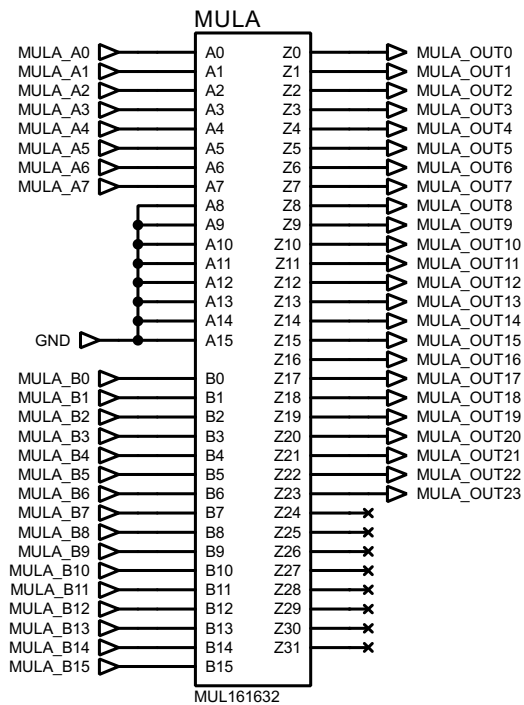 MULA
MULA_A0 A0 Z0 MULA_OUT0
MULA_A1 A1 Z1 MULA_OUT1
MULA_A2 A2 Z2 MULA_OUT2
MULA_A3 A3 Z3 MULA_OUT3
MULA_A4 A4 Z4 MULA_OUT4
MULA_A5 A5 Z5 MULA_OUT5
MULA_A6 A6 Z6 MULA_OUT6
MULA_A7 A7 Z7 MULA_OUT7
A8 Z8 MULA_OUT8
A9 Z9 MULA_OUT9
A10 Z10 MULA_OUT10
A11 Z11 MULA_OUT11
A12 Z12 MULA_OUT12
A13 Z13 MULA_OUT13
A14 Z14 MULA_OUT14
GND A15 Z15 MULA_OUT15
Z16 MULA_OUT16
MULA_B0 B0 Z17 MULA_OUT17
MULA_B1 B1 Z18 MULA_OUT18
MULA_B2 B2 Z19 MULA_OUT19
MULA_B3 B3 Z20 MULA_OUT20
MULA_B4 B4 Z21 MULA_OUT21
MULA_B5 B5 Z22 MULA_OUT22
MULA_B6 B6 Z23 MULA_OUT23
MULA_B7 B7 Z24
MULA_B8 B8 Z25
MULA_B9 B9 Z26
MULA_B10 B10 Z27
MULA_B11 B11 Z28
MULA_B12 B12 Z29
MULA_B13 B13 Z30
MULA_B14 B14 Z31
MULA_B15 B15
MUL161632